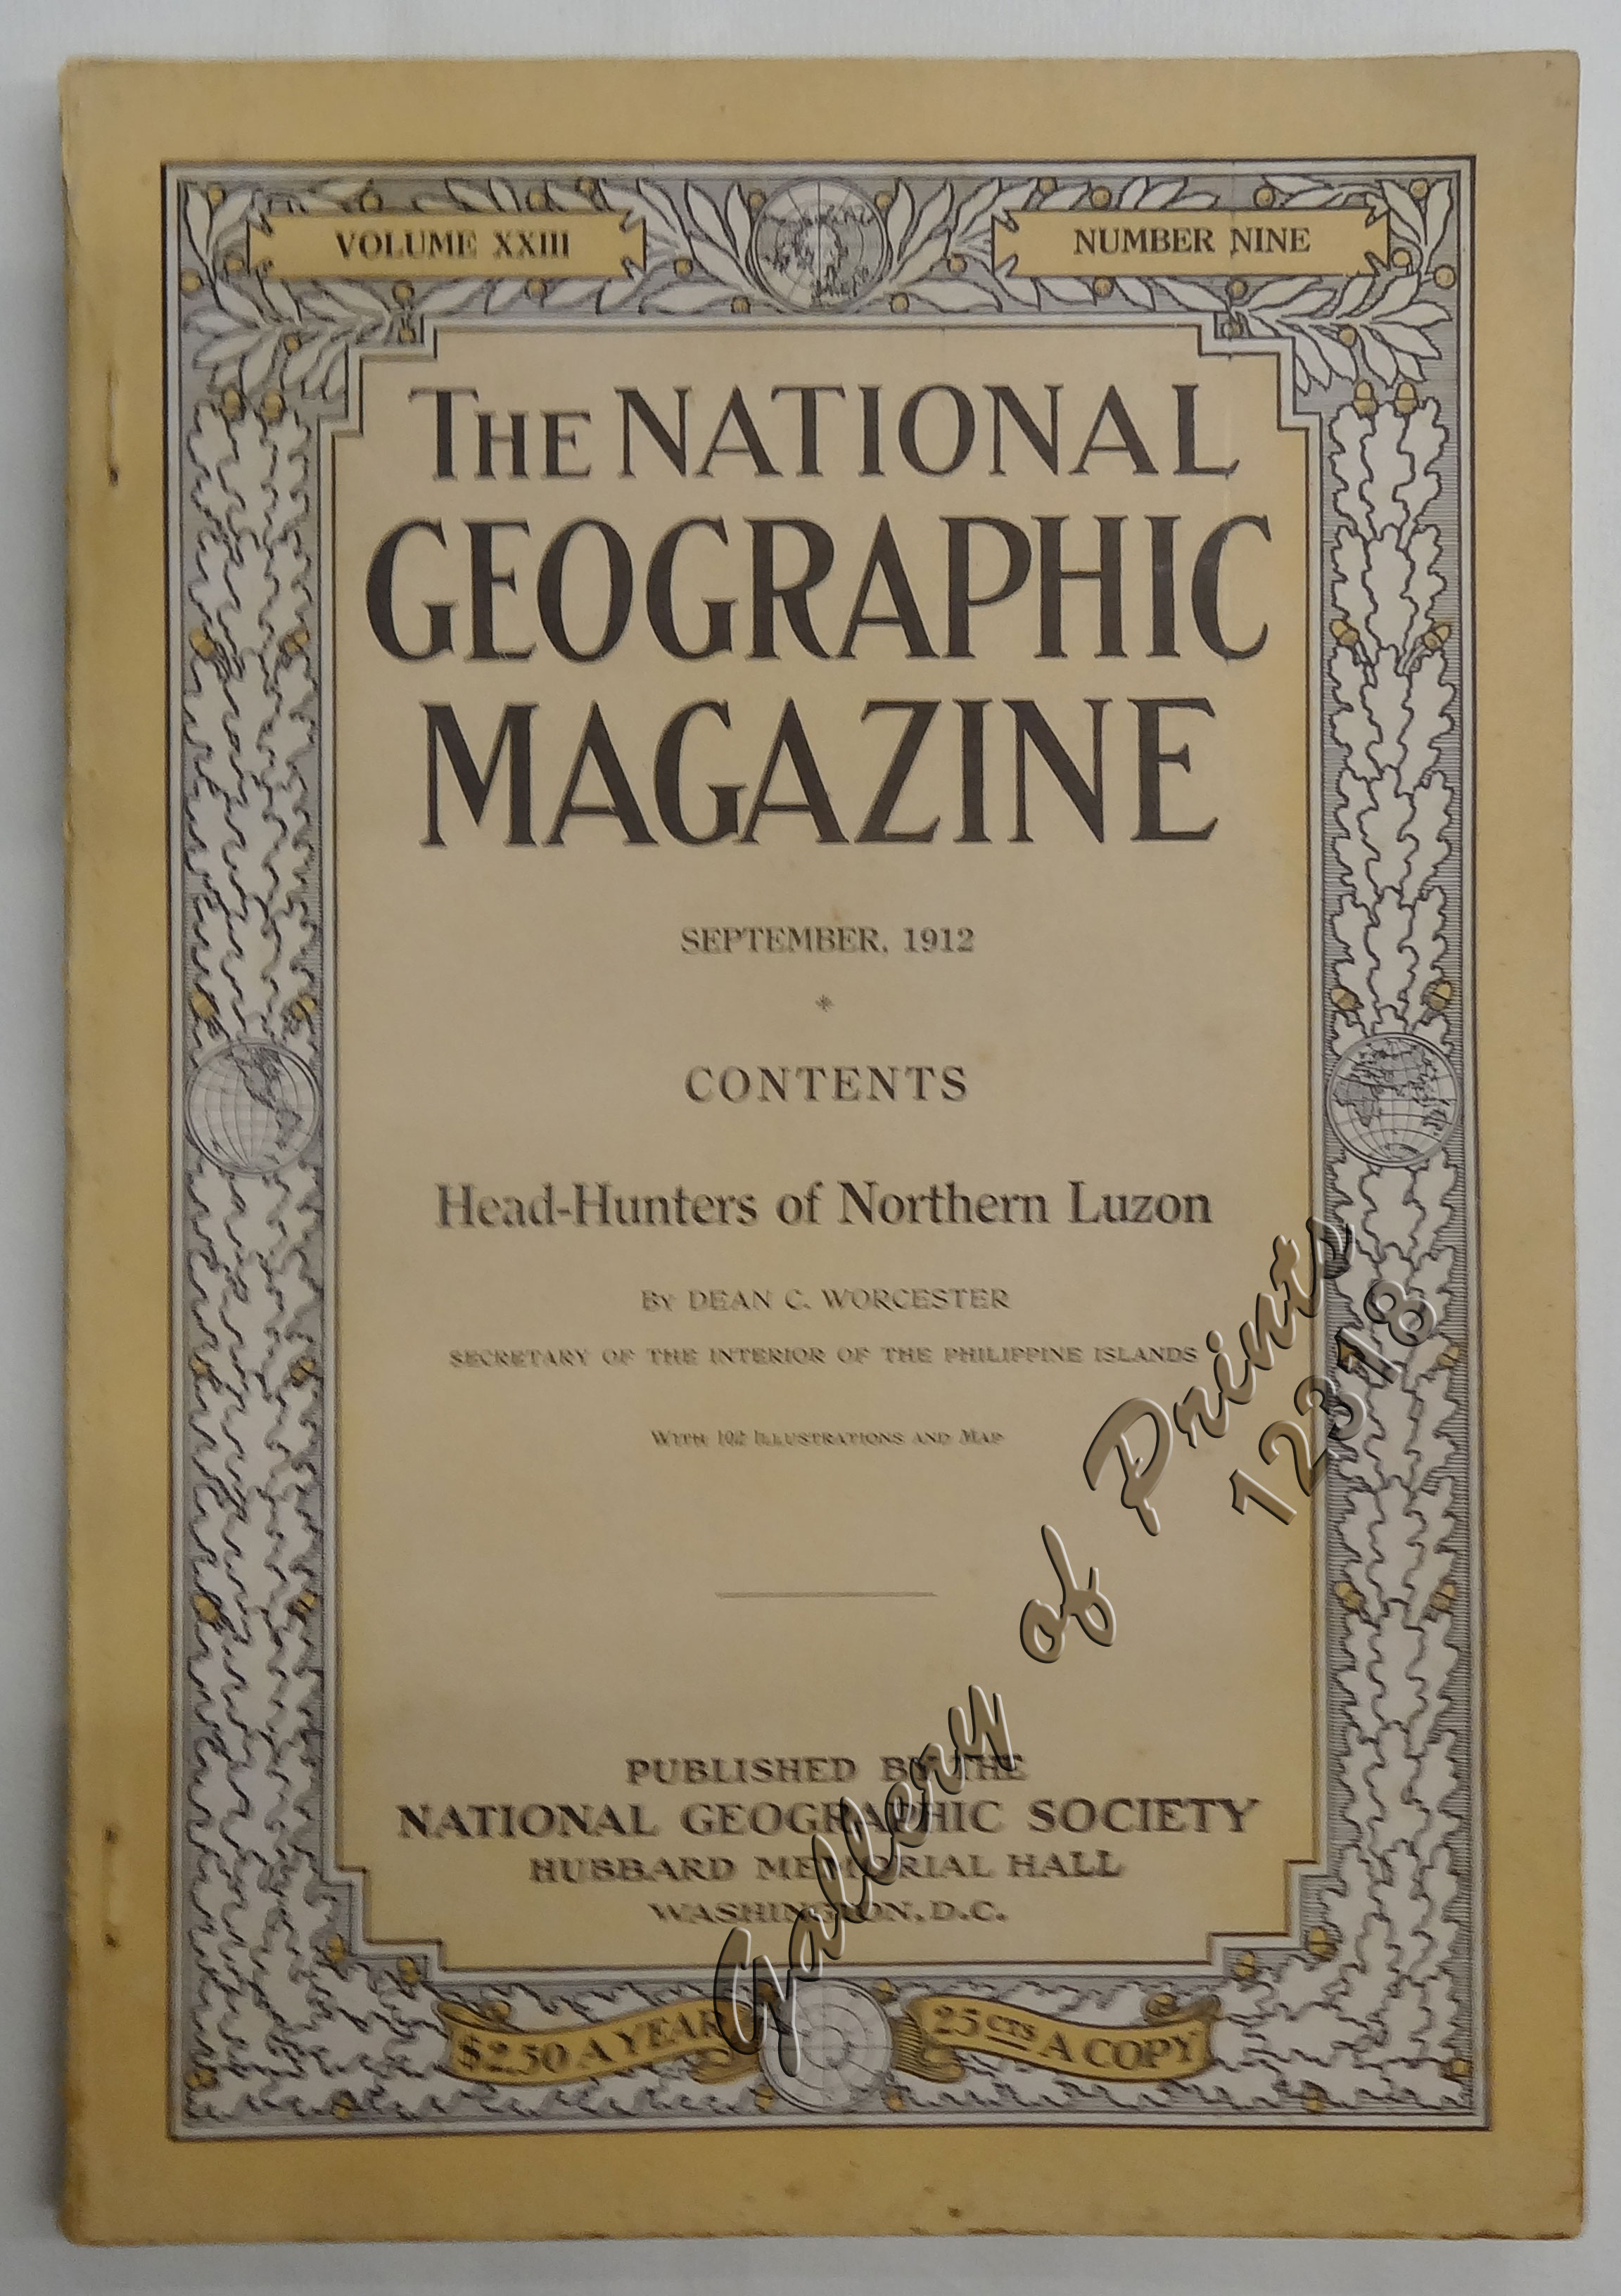 VOLUME XXIII
NUMBER NINE
THE NATIONAL
GEOGRAPHIC
MAGAZINE
SEPTEMBER, 1912
CONTENTS
Head-Hunters of Northern Luzon
BY DEAN C. WORCESTER
SECRETARY OF THE INTERIOR OF THE PHILIPPINE ISLANDS
WITH 102 ILLUSTRATIONS AND MAP
PUBLISHED BY THE
NATIONAL GEOGRAPHIC SOCIETY
HUBBARD MEMORIAL HALL
WASHINGTON, D.C.
$2.50 A YEAR
25 CTS A COPY
Gallery of Prints
12318